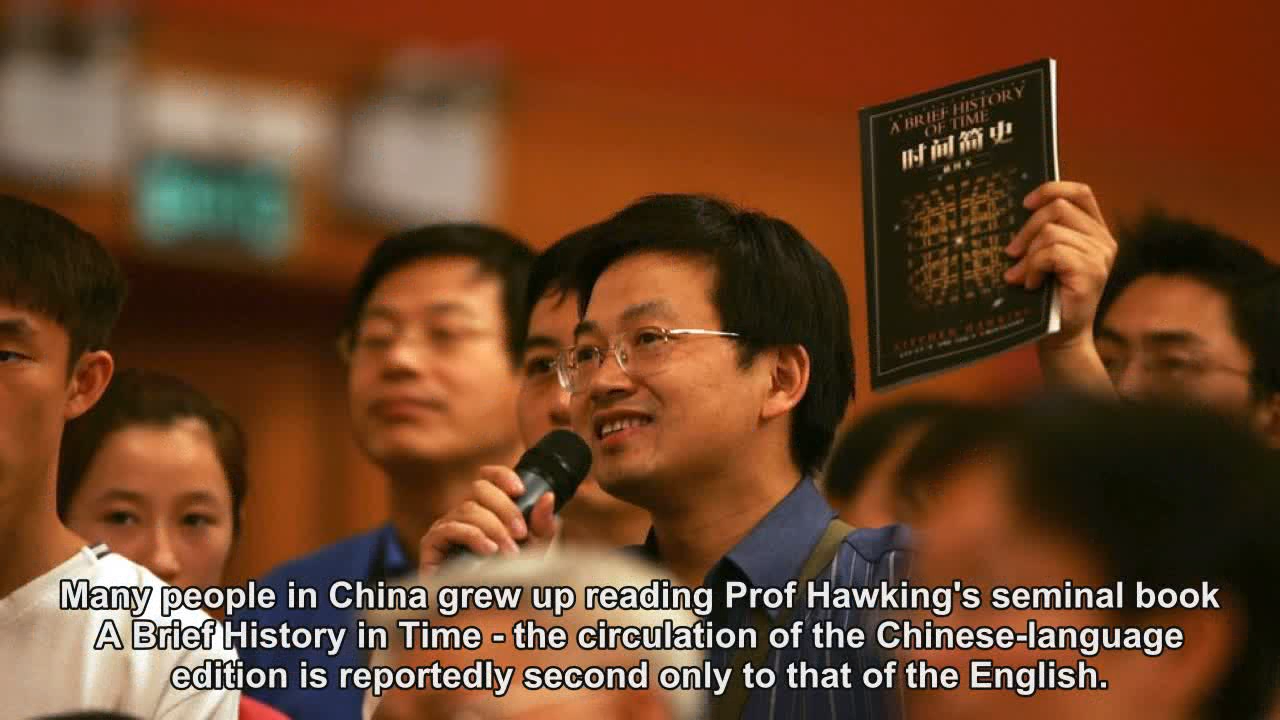 A BRIEF HISTORY
OF TIME
时间简史
STEPHEN HAWKING
Many people in China grew up reading Prof Hawking's seminal book
A Brief History in Time - the circulation of the Chinese-language
edition is reportedly second only to that of the English.